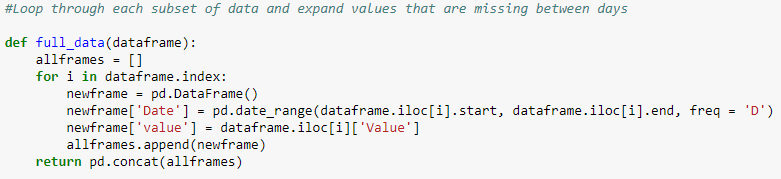 #Loop through each subset of data and expand values that are missing between days
def full_data(dataframe):
    allframes = []
    for i in dataframe.index:
        newframe = pd.DataFrame()
        newframe['Date'] = pd.date_range(dataframe.iloc[i].start, dataframe.iloc[i].end, freq = 'D')
        newframe['value'] = dataframe.iloc[i]['Value']
        allframes.append(newframe)
    return pd.concat(allframes)